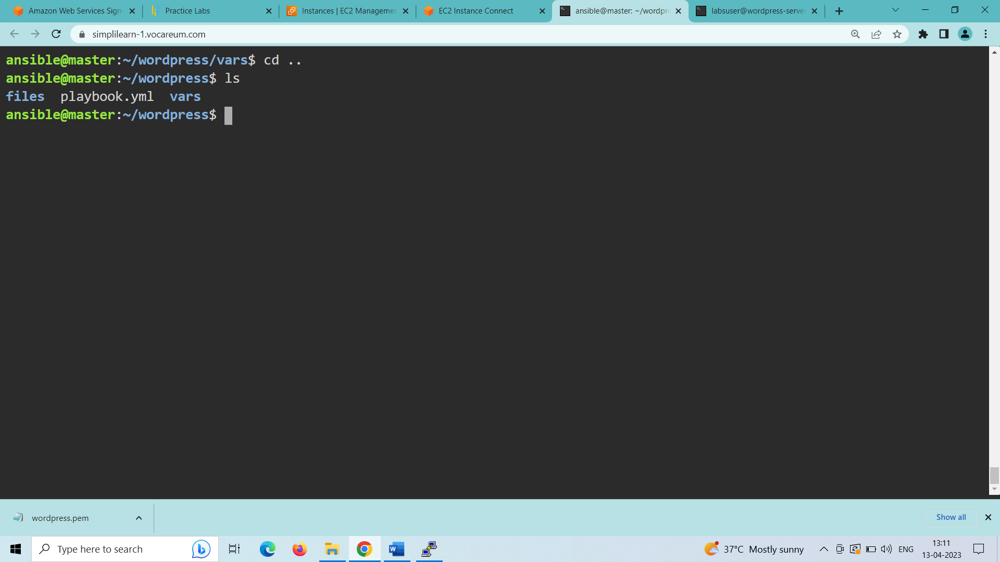 Amazon Web Services Sign-
Practice Labs
Instances | EC2 Managemen
EC2 Instance Connect
ansible@master: ~/wordpre
labsuser@wordpress-server
simplilearn-1.vocareum.com
ansible@master:~/wordpress/vars$ cd ..
ansible@master:~/wordpress$ ls
files playbook.yml vars
ansible@master:~/wordpress$
wordpress.pem
Show all
Type here to search
37°C Mostly sunny
ENG
13:11
13-04-2023